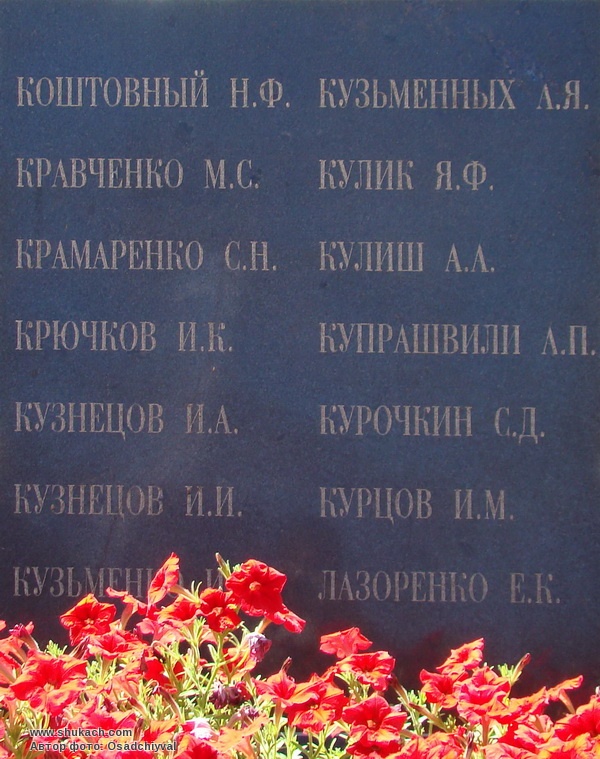 КОШТОВНЫЙ Н.Ф.
КРАВЧЕНКО М.С.
КРАМАРЕНКО С.Н.
КРЮЧКОВ И.К.
КУЗНЕЦОВ И.А.
КУЗНЕЦОВ И.И.
КУЗЬМЕННЫХ А.Я.
КУЛИК Я.Ф.
КУЛИШ А.А.
КУПРАШВИЛИ А.П.
КУРОЧКИН С.Д.
КУРЦОВ И.М.
ЛАЗОРЕНКО Е.К.
www.shukach.com
Автор фото: Osadchiyval